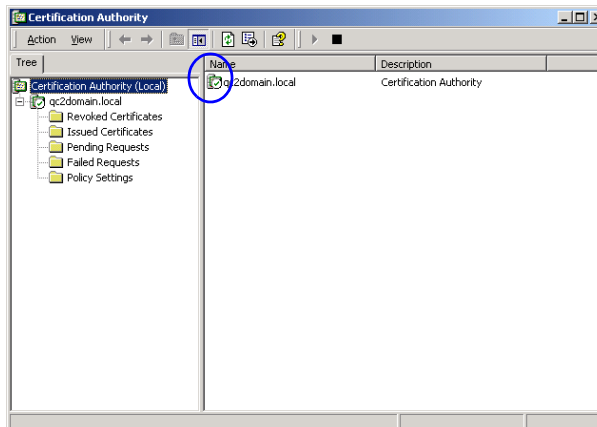 Certification Authority
Action View
Tree
Name Description
Certification Authority (Local)
qc2domain.local Certification Authority
qc2domain.local
Revoked Certificates
Issued Certificates
Pending Requests
Failed Requests
Policy Settings